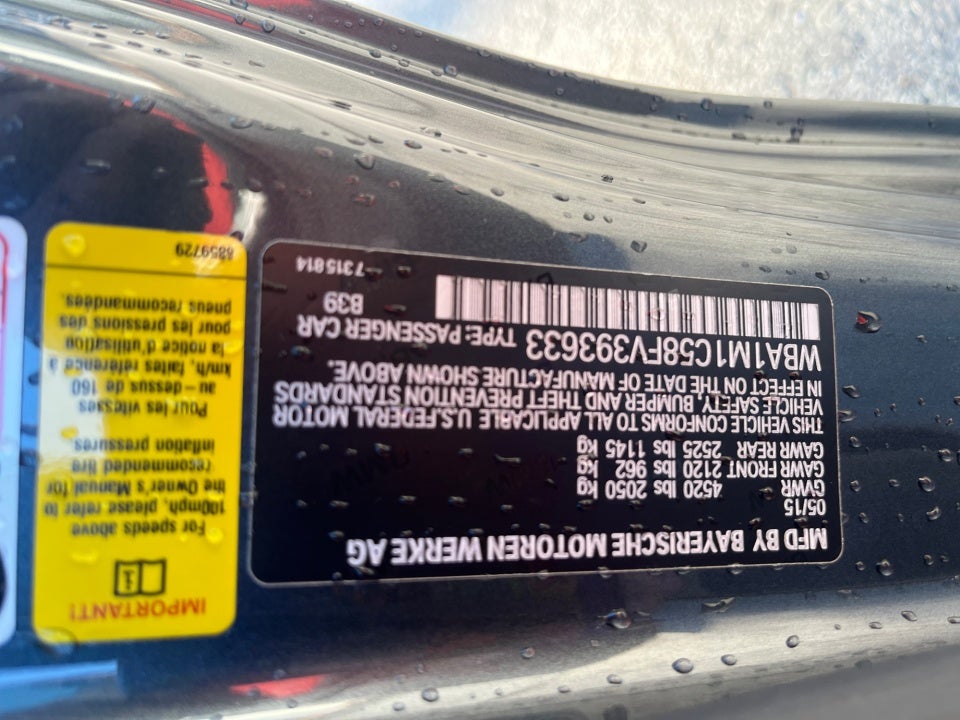 MFD BY BAYERISCHE MOTOREN WERKE AG
05/15
GVWR 4520 lbs 2050 kg
GAWR FRONT 2120 lbs 962 kg
GAWR REAR 2525 lbs 1145 kg
THIS VEHICLE CONFORMS TO ALL APPLICABLE U.S.FEDERAL MOTOR
VEHICLE SAFETY, BUMPER AND THEFT PREVENTION STANDARDS
IN EFFECT ON THE DATE OF MANUFACTURE SHOWN ABOVE.
WBA1M1C58FV393633 TYPE: PASSENGER CAR
B39
7315814
IMPORTANT!
For speeds above
100mph, please refer to
the Owner's Manual for
recommended tire
inflation pressures.
Pour les vitesses
au-dessus de 160
km/h, faites référence à
la notice d'utilisation
pour les pressions des
pneus recommandées.
8859729